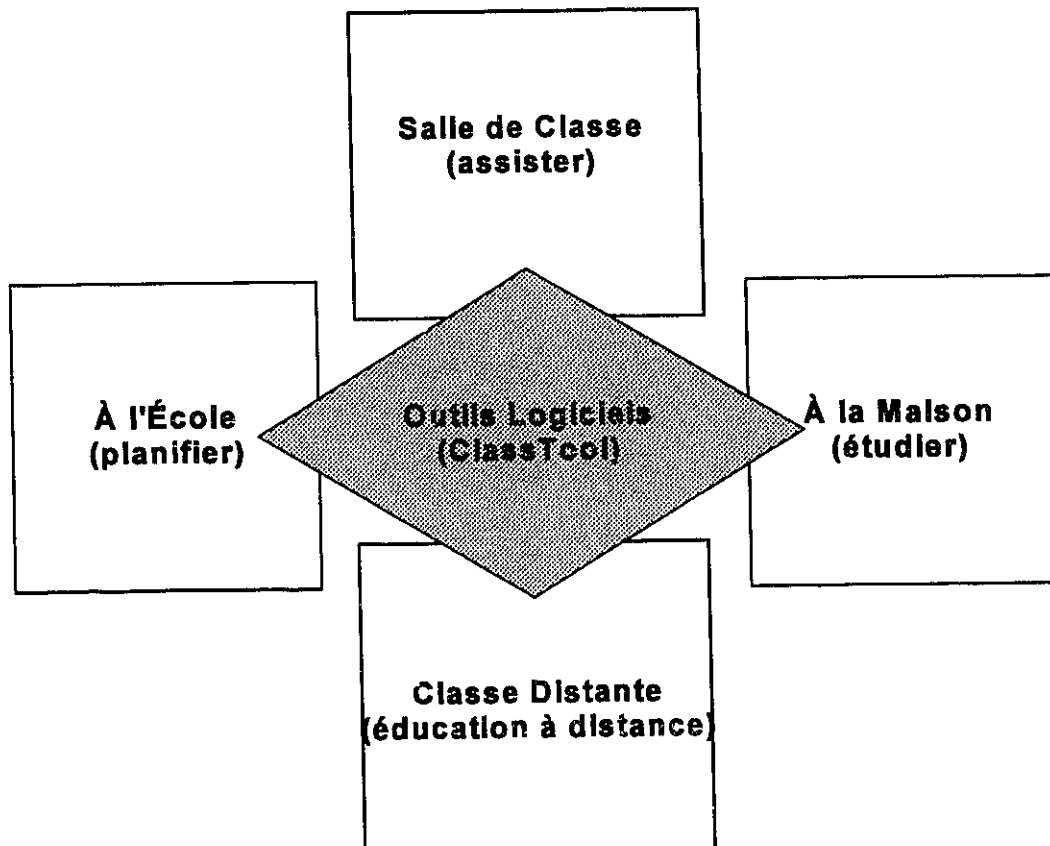 Salle de Classe
(assister)
À l'École
(planifier)
Outils Logiciels
(ClassTool)
À la Maison
(étudier)
Classe Distante
(éducation à distance)